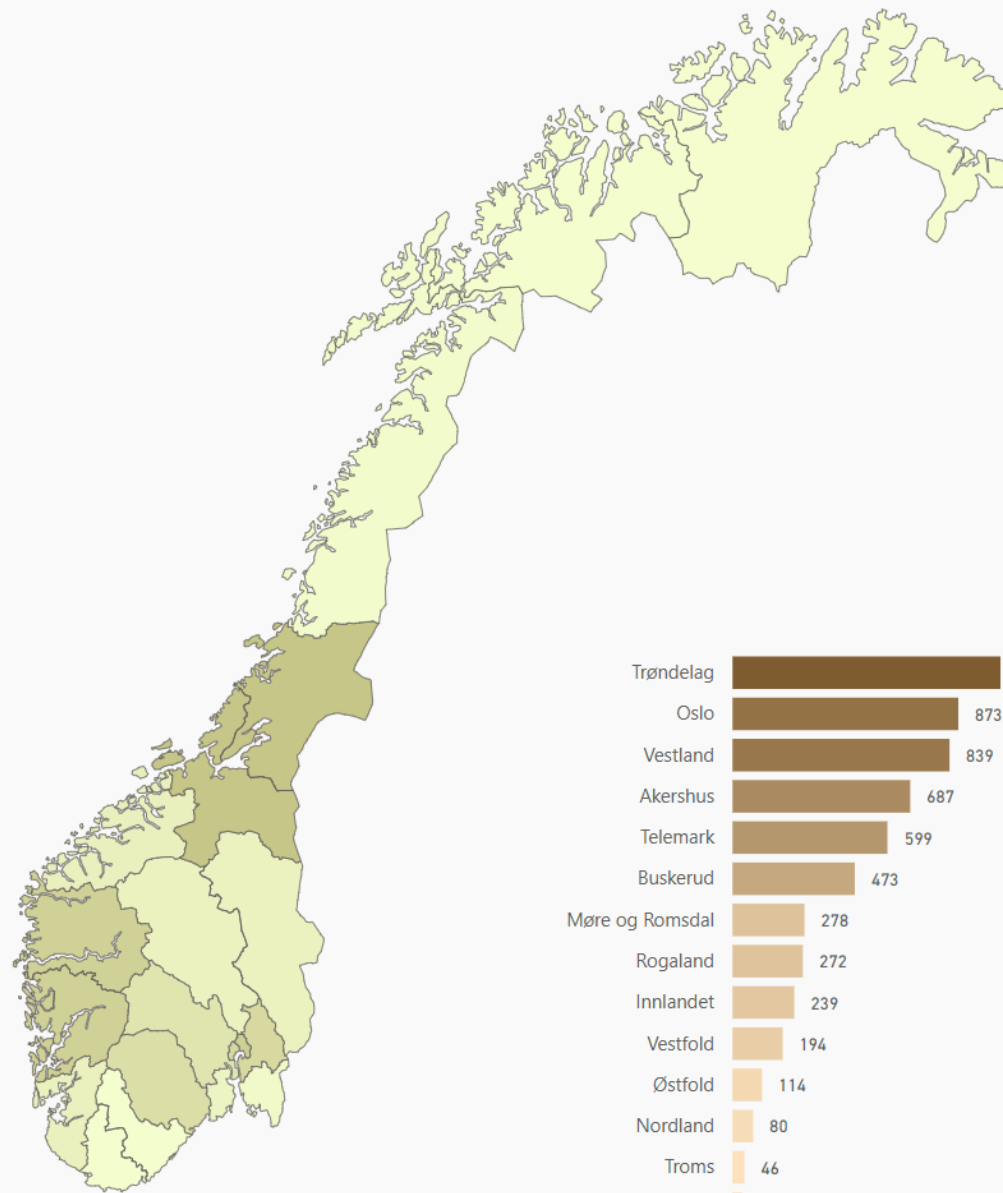 Trøndelag
Oslo 873
Vestland 839
Akershus 687
Telemark 599
Buskerud 473
Møre og Romsdal 278
Rogaland 272
Innlandet 239
Vestfold 194
Østfold 114
Nordland 80
Troms 46